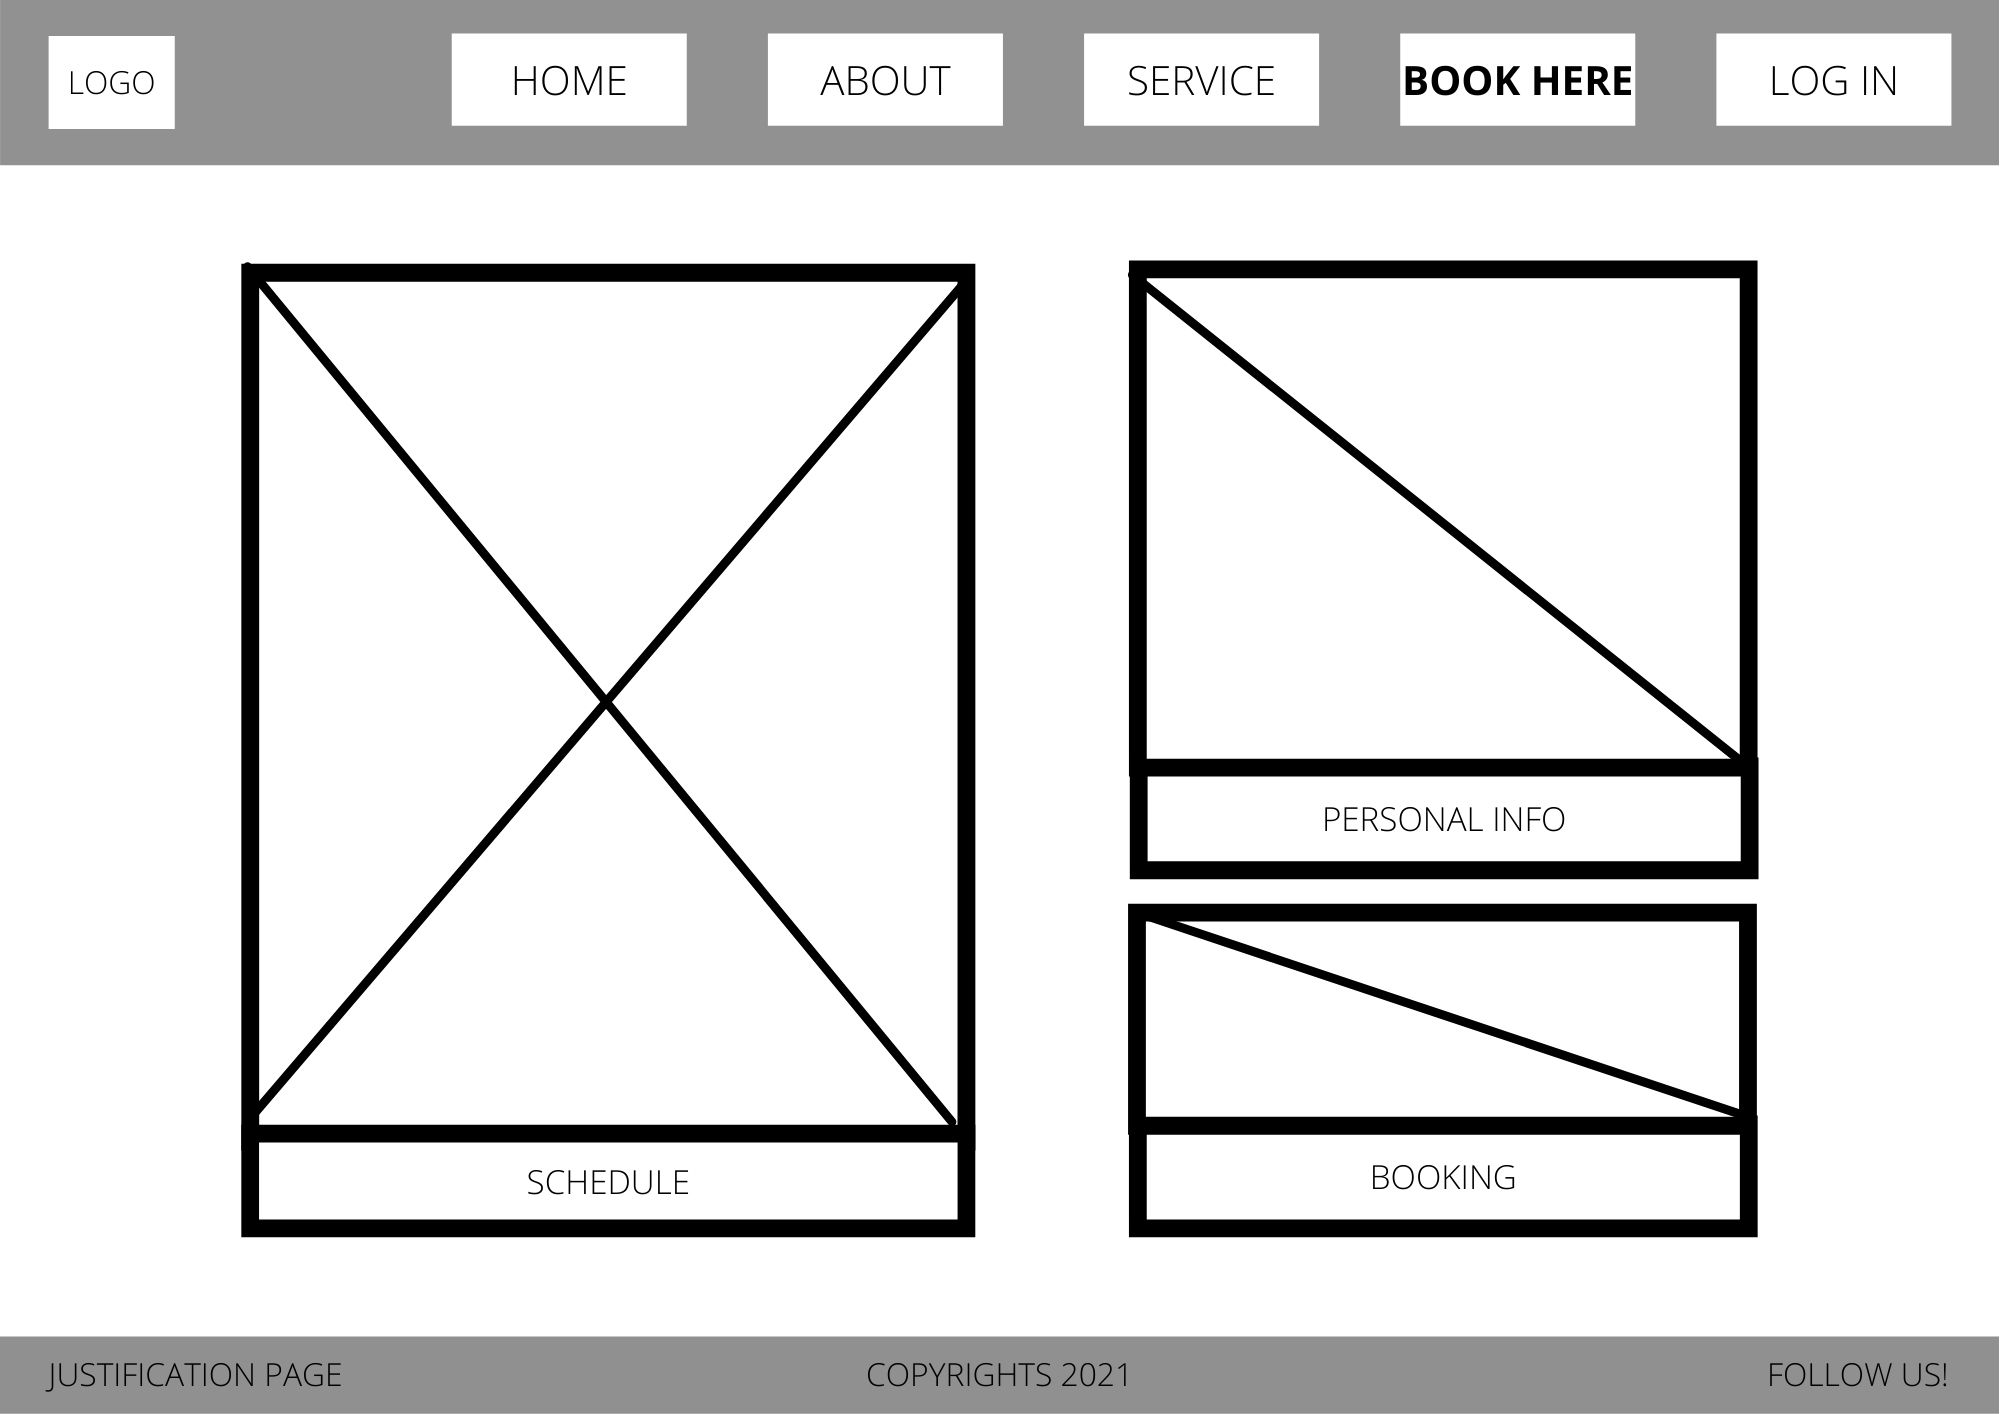 LOGO
HOME
ABOUT
SERVICE
BOOK HERE
LOG IN
PERSONAL INFO
SCHEDULE
BOOKING
JUSTIFICATION PAGE
COPYRIGHTS 2021
FOLLOW US!